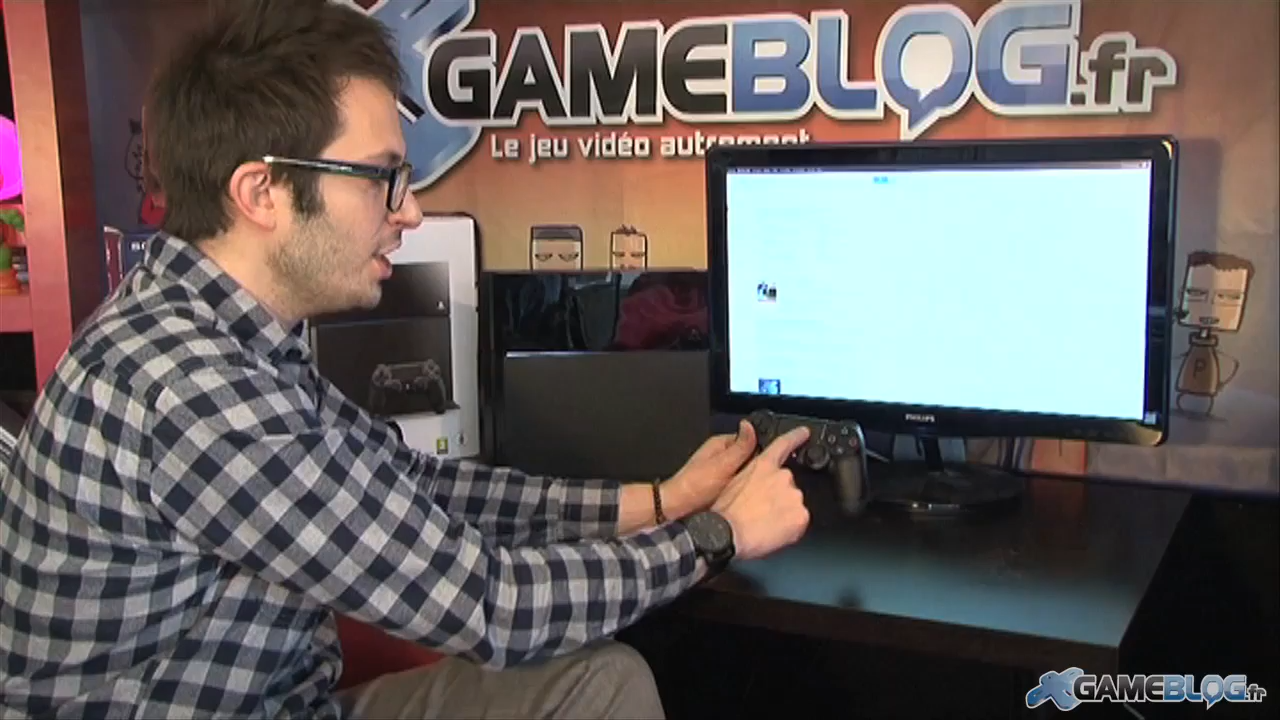 GAMEBLOG.fr
Le jeu vidéo autrement
PHILIPS
P
GAMEBLOG.fr